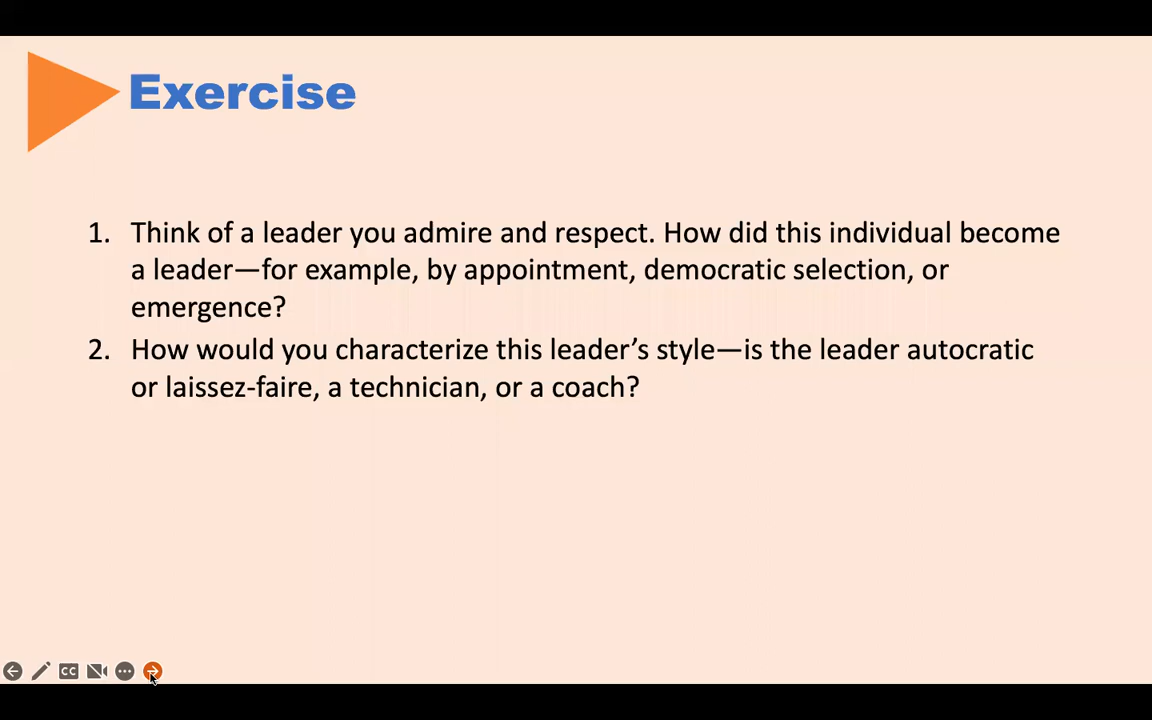 Exercise
1. Think of a leader you admire and respect. How did this individual become
a leader—for example, by appointment, democratic selection, or
emergence?
2. How would you characterize this leader’s style—is the leader autocratic
or laissez-faire, a technician, or a coach?
CC